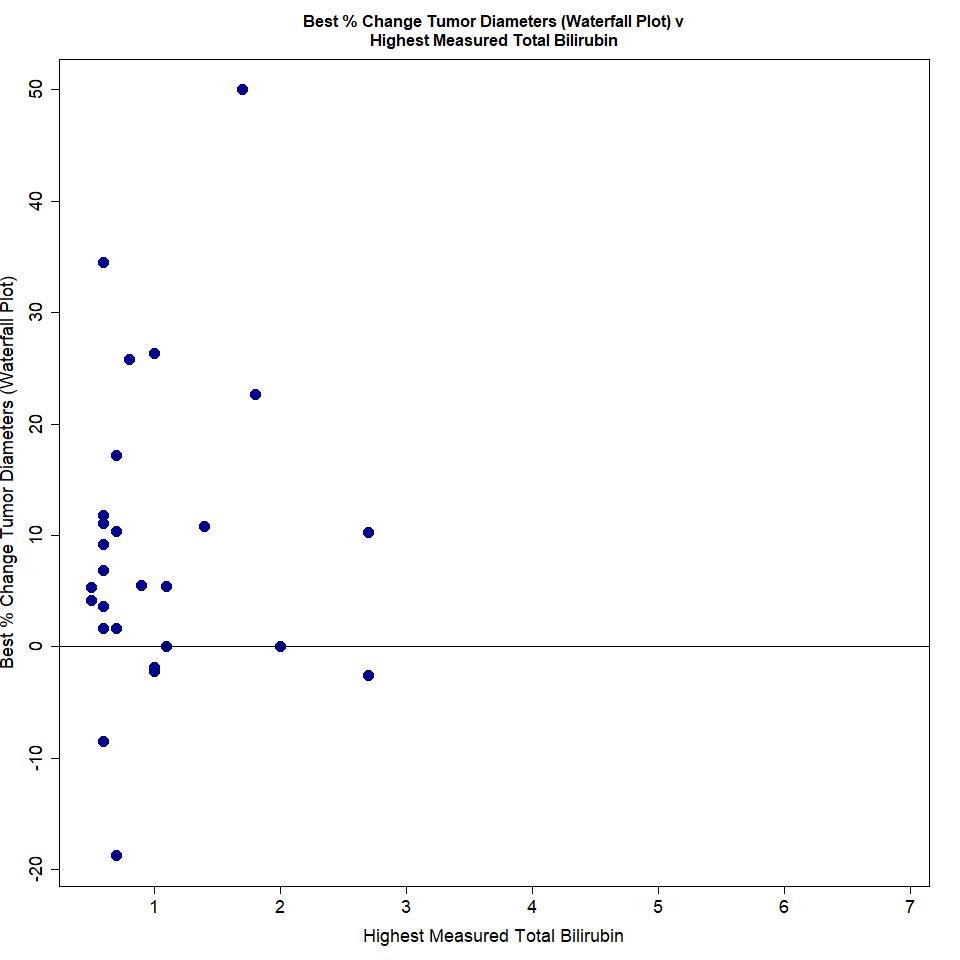 Best % Change Tumor Diameters (Waterfall Plot) v
Highest Measured Total Bilirubin
Best % Change Tumor Diameters (Waterfall Plot)
50
40
30
20
10
0
-10
-20
1 2 3 4 5 6 7
Highest Measured Total Bilirubin